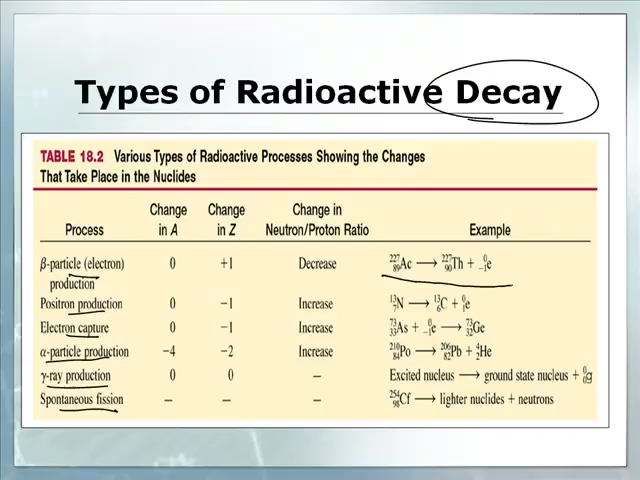 Types of Radioactive Decay
TABLE 18.2 Various Types of Radioactive Processes Showing the Changes
That Take Place in the Nuclides
Process Change in A Change in Z Change in Neutron/Proton Ratio Example
β-particle (electron) production 0 +1 Decrease ²²⁷₈₉Ac ⟶ ²²⁷₉₀Th + ⁰₋₁e
Positron production 0 −1 Increase ¹³₇N ⟶ ¹³₆C + ⁰₁e
Electron capture 0 −1 Increase ⁷³₃₃As + ⁰₋₁e ⟶ ⁷³₃₂Ge
α-particle production −4 −2 Increase ²¹⁰₈₄Po ⟶ ²⁰⁶₈₂Pb + ⁴₂He
γ-ray production 0 0 – Excited nucleus ⟶ ground state nucleus + ⁰₀g
Spontaneous fission – – – ²⁵⁴₉₈Cf ⟶ lighter nuclides + neutrons